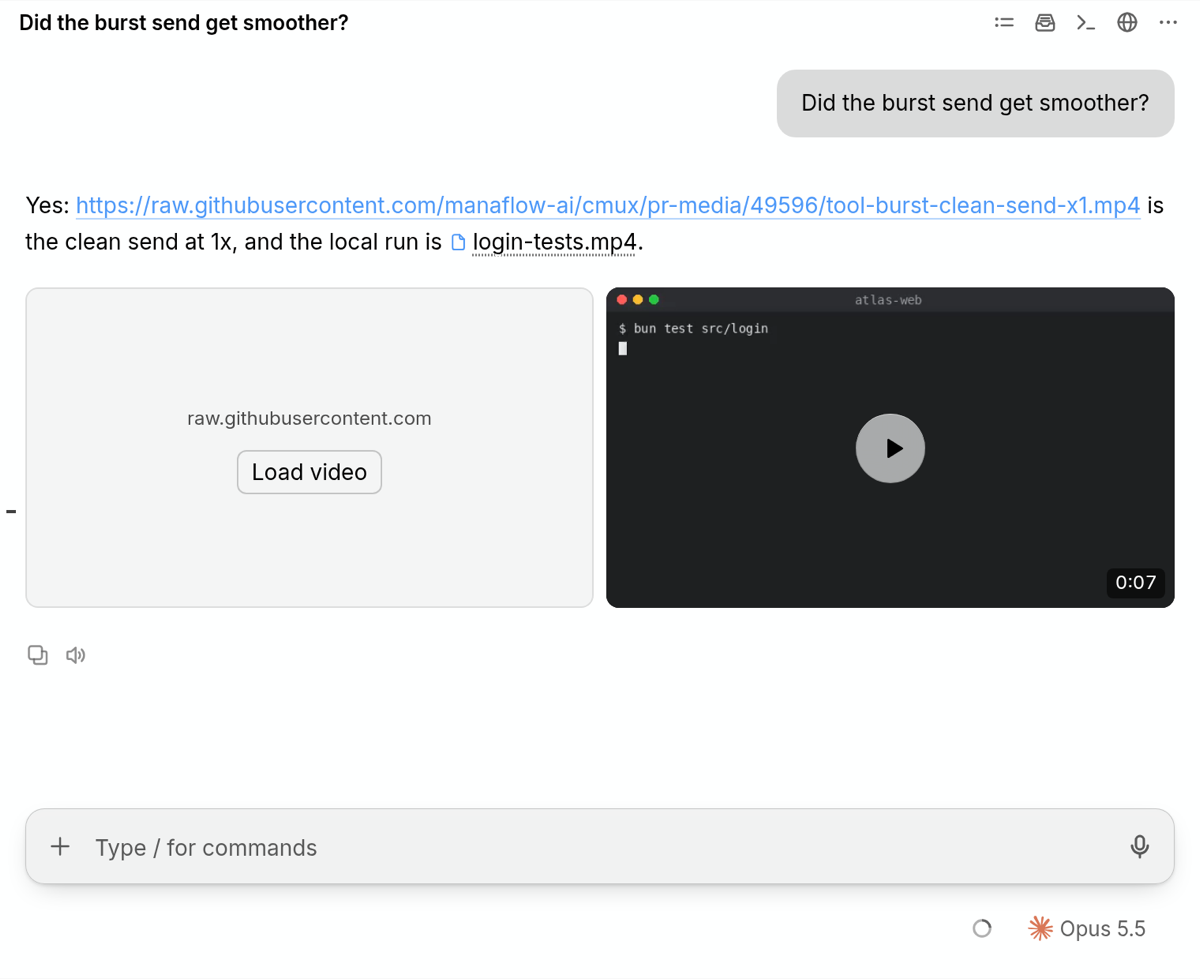 Did the burst send get smoother?
Did the burst send get smoother?
Yes: https://raw.githubusercontent.com/manaflow-ai/cmux/pr-media/49596/tool-burst-clean-send-x1.mp4 is
the clean send at 1x, and the local run is login-tests.mp4.
raw.githubusercontent.com
Load video
atlas-web
$ bun test src/login
0:07
Type / for commands
Opus 5.5